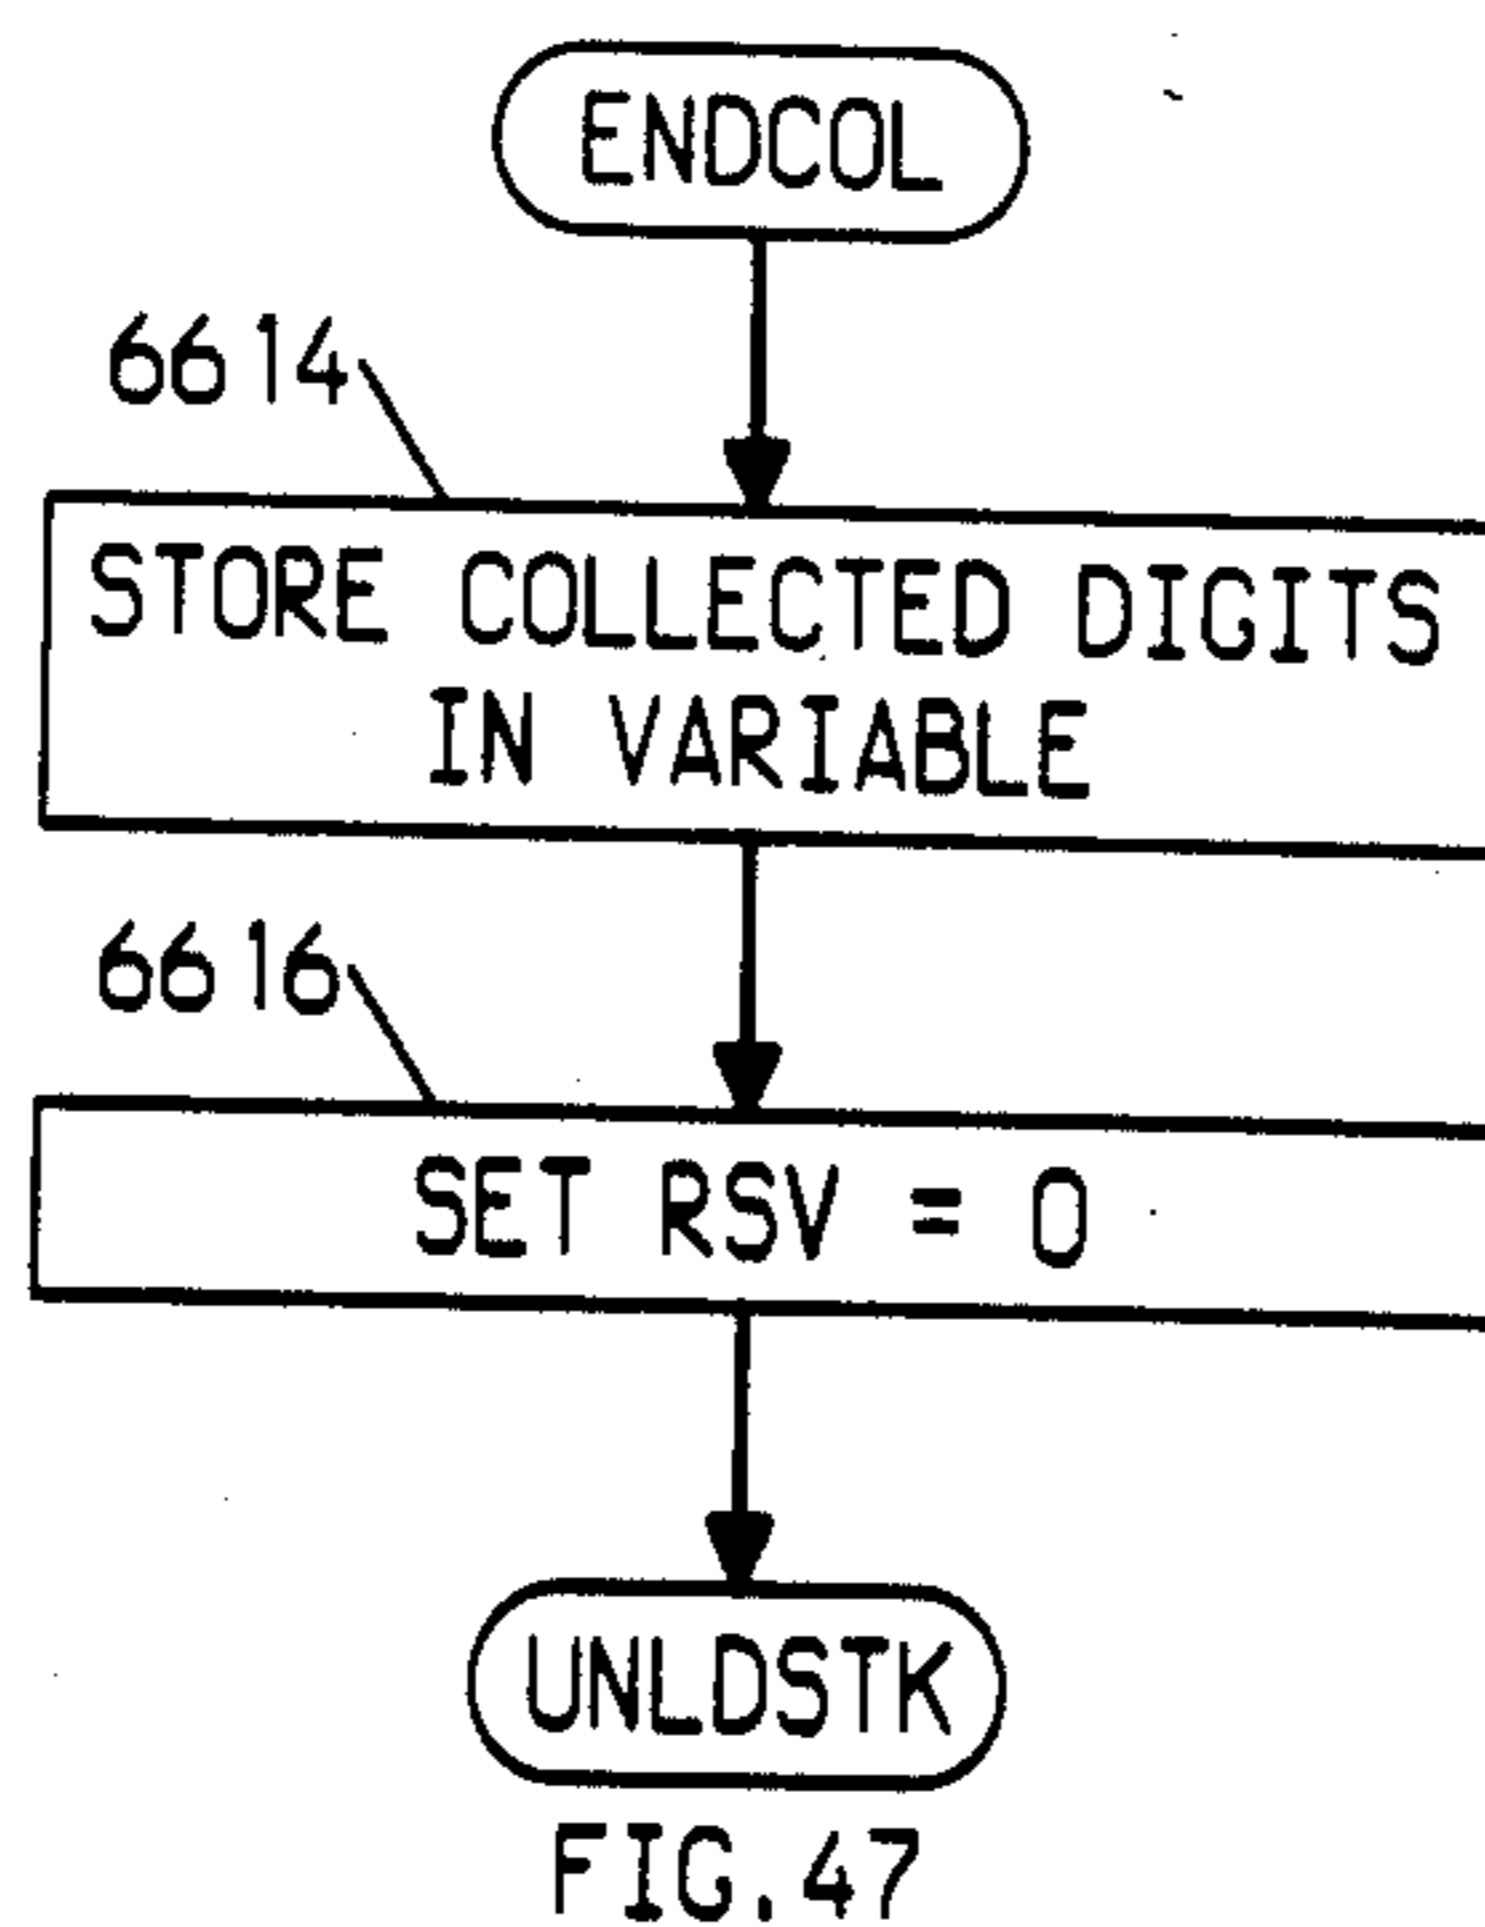 ENDCOL
6614
STORE COLLECTED DIGITS
IN VARIABLE
6616
SET RSV = 0
UNLDSTK
FIG.47